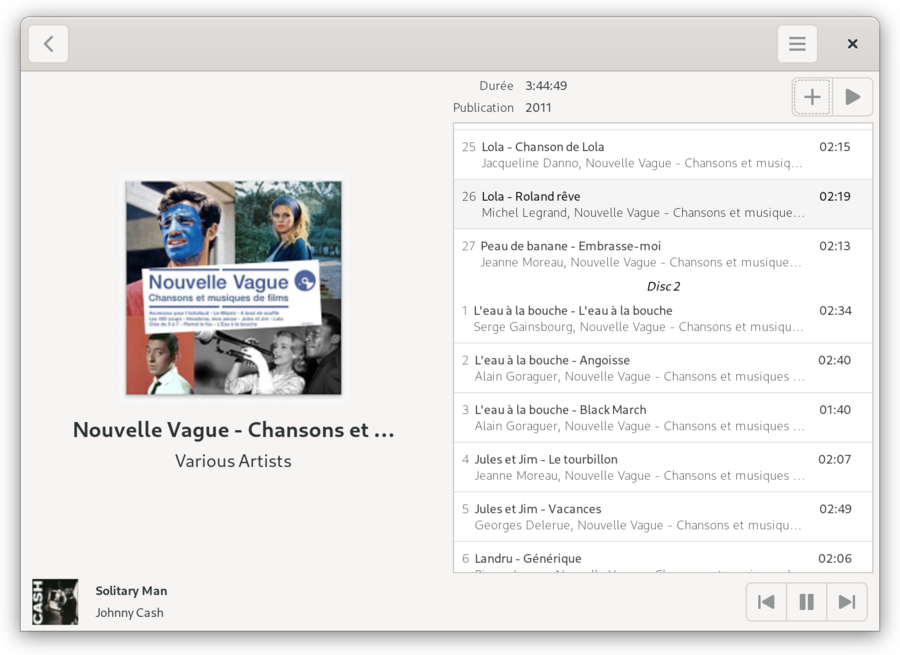 Durée 3:44:49
Publication 2011
25 Lola - Chanson de Lola 02:15
Jacqueline Danno, Nouvelle Vague - Chansons et musiq…
26 Lola - Roland rêve 02:19
Michel Legrand, Nouvelle Vague - Chansons et musique…
27 Peau de banane - Embrasse-moi 02:13
Jeanne Moreau, Nouvelle Vague - Chansons et musique…
Disc 2
1 L'eau à la bouche - L'eau à la bouche 02:34
Serge Gainsbourg, Nouvelle Vague - Chansons et musiqu…
2 L'eau à la bouche - Angoisse 02:40
Alain Goraguer, Nouvelle Vague - Chansons et musiques …
3 L'eau à la bouche - Black March 01:40
Alain Goraguer, Nouvelle Vague - Chansons et musiques …
4 Jules et Jim - Le tourbillon 02:07
Jeanne Moreau, Nouvelle Vague - Chansons et musiques …
5 Jules et Jim - Vacances 02:49
Georges Delerue, Nouvelle Vague - Chansons et musiqu…
6 Landru - Générique 02:06
Nouvelle Vague
Chansons et musiques de films
Nouvelle Vague - Chansons et …
Various Artists
CASH
Solitary Man
Johnny Cash